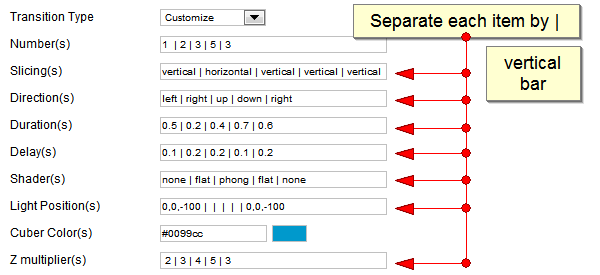 Transition Type Customize
Separate each item by |
Number(s) 1 | 2 | 3 | 5 | 3
Slicing(s) vertical | horizontal | vertical | vertical | vertical
vertical
bar
Direction(s) left | right | up | down | right
Duration(s) 0.5 | 0.2 | 0.4 | 0.7 | 0.6
Delay(s) 0.1 | 0.2 | 0.2 | 0.1 | 0.2
Shader(s) none | flat | phong | flat | none
Light Position(s) 0,0,-100 | | | | | 0,0,-100
Cuber Color(s) #0099cc
Z multiplier(s) 2 | 3 | 4 | 5 | 3